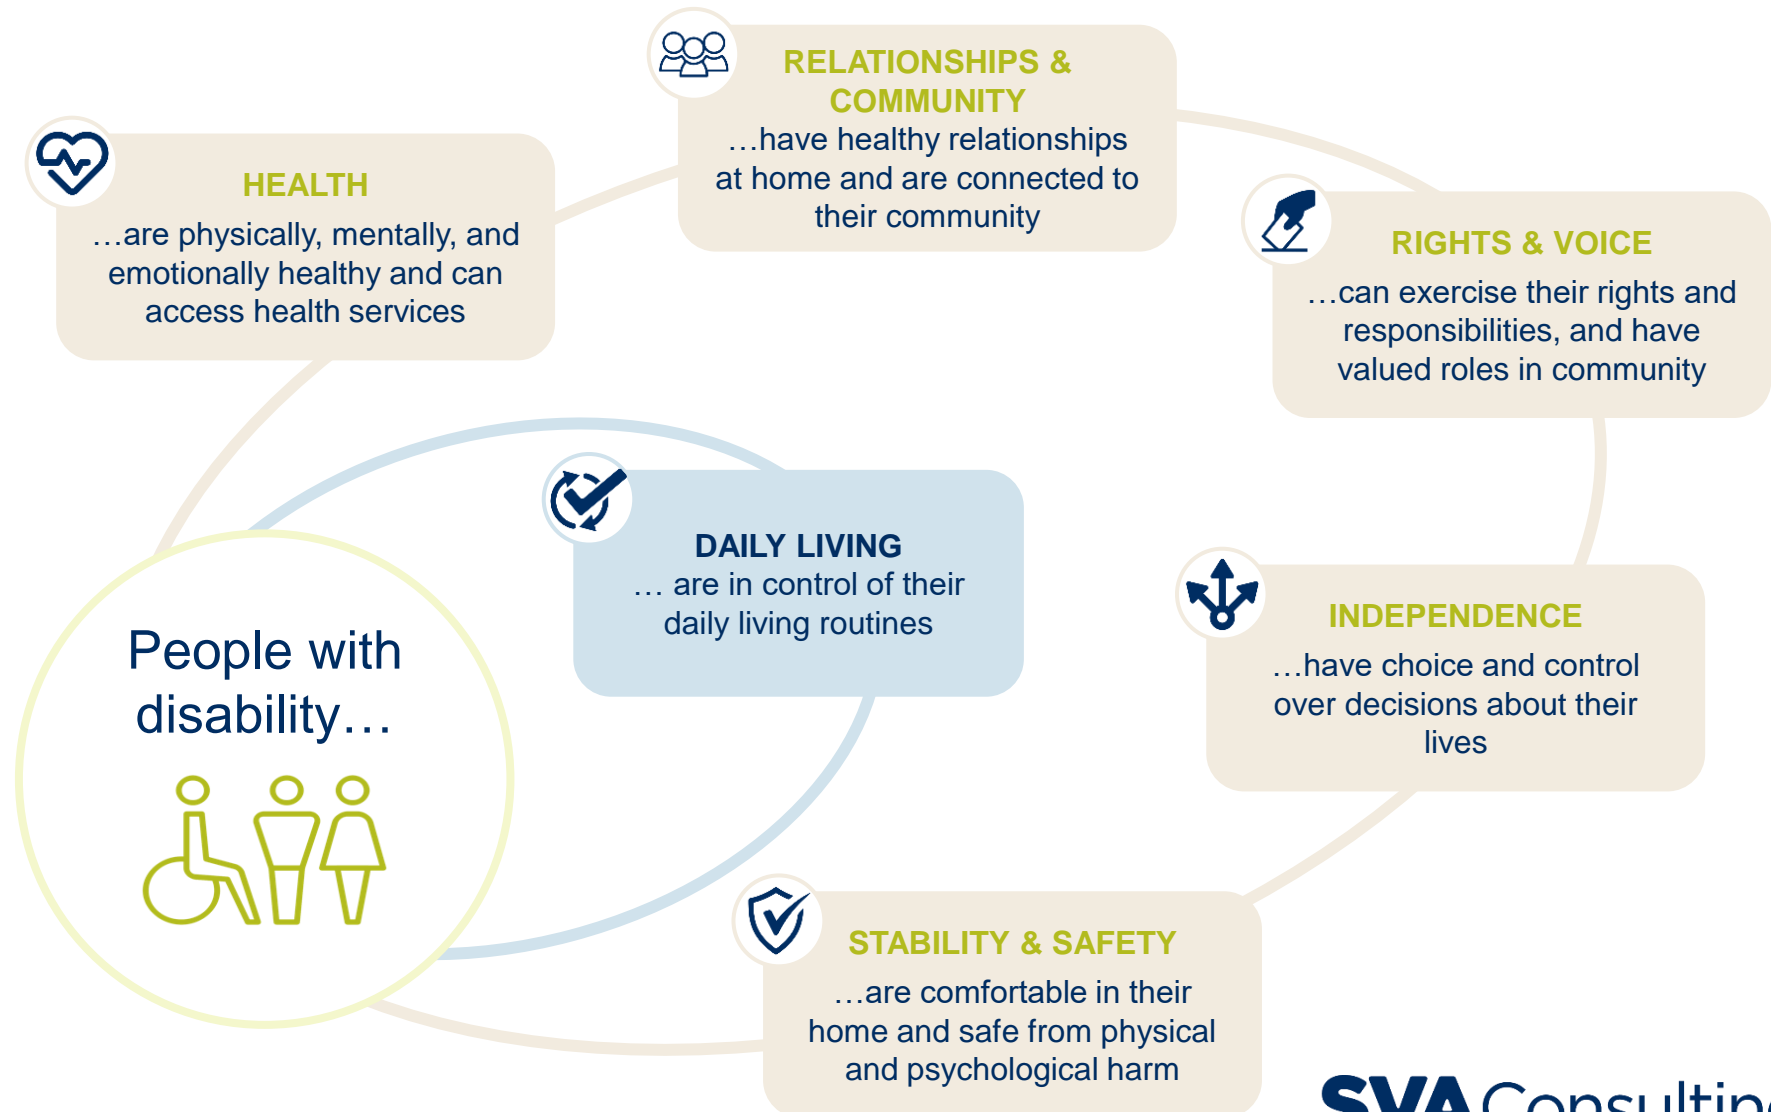 RELATIONSHIPS &
COMMUNITY
…have healthy relationships
at home and are connected to
their community
HEALTH
…are physically, mentally, and
emotionally healthy and can
access health services
RIGHTS & VOICE
…can exercise their rights and
responsibilities, and have
valued roles in community
DAILY LIVING
… are in control of their
daily living routines
People with
disability…
INDEPENDENCE
…have choice and control
over decisions about their
lives
STABILITY & SAFETY
…are comfortable in their
home and safe from physical
and psychological harm
SVA Consulting